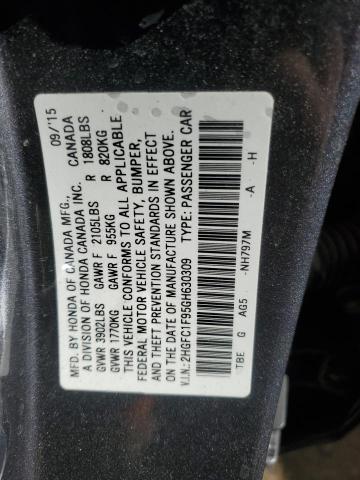 09/15
MFD. BY HONDA OF CANADA MFG., CANADA
A DIVISION OF HONDA CANADA INC.
GVWR 3902LBS GAWR F 2105LBS R 1808LBS
GVWR 1770KG GAWR F 955KG R 820KG
THIS VEHICLE CONFORMS TO ALL APPLICABLE
FEDERAL MOTOR VEHICLE SAFETY, BUMPER,
AND THEFT PREVENTION STANDARDS IN EFFECT
ON THE DATE OF MANUFACTURE SHOWN ABOVE.
V.I.N.: 2HGFC1F95GH630309 TYPE: PASSENGER CAR
TBE G AG5 -NH797M -A -H